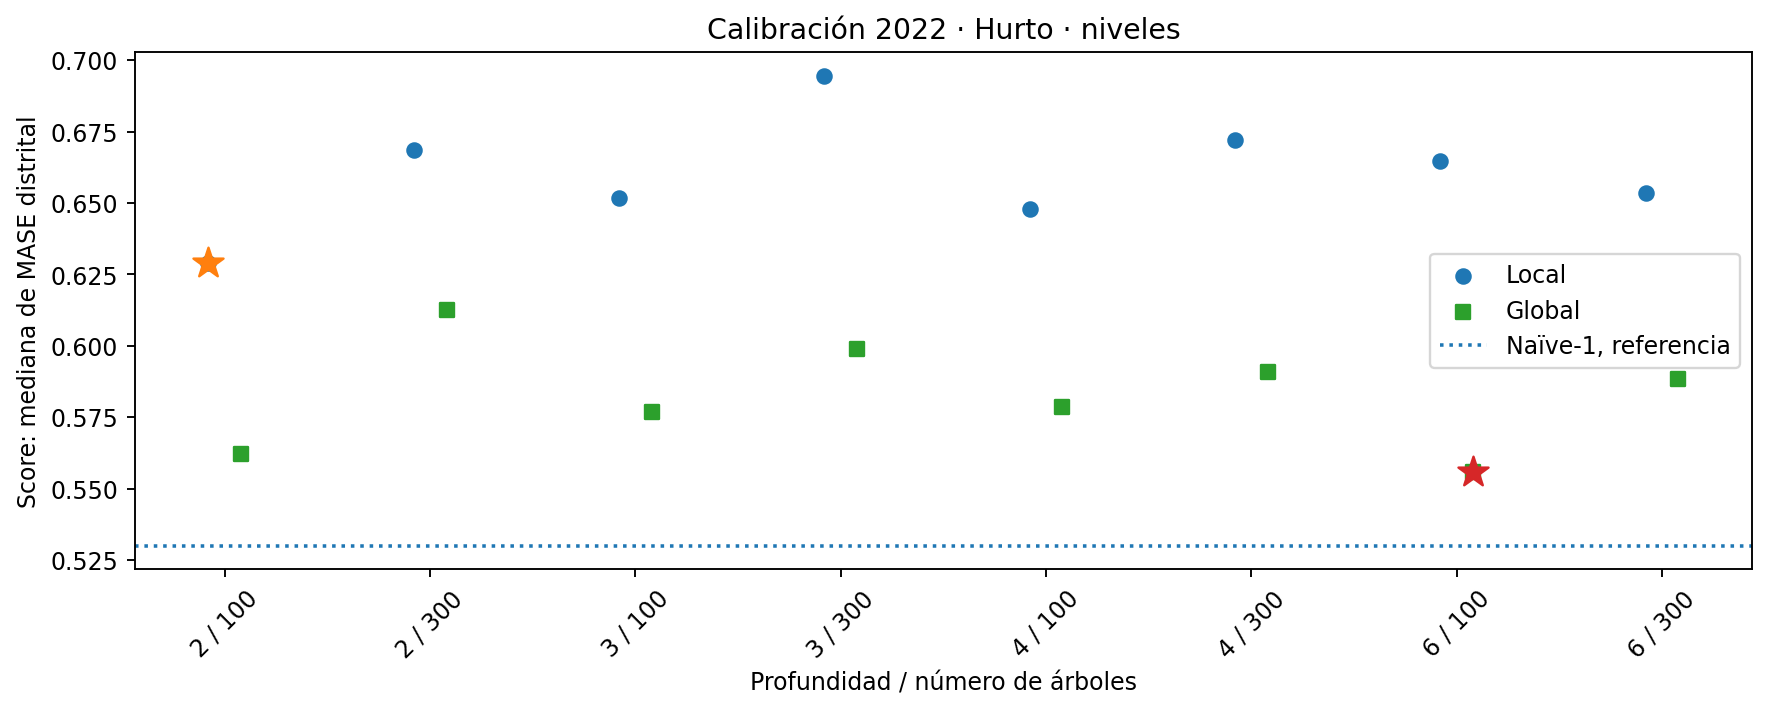 Calibración 2022 · Hurto · niveles
Score: mediana de MASE distrital
0.700
0.675
0.650
0.625
0.600
0.575
0.550
0.525
Local
Global
Naïve-1, referencia
2 / 100
2 / 300
3 / 100
3 / 300
4 / 100
4 / 300
6 / 100
6 / 300
Profundidad / número de árboles